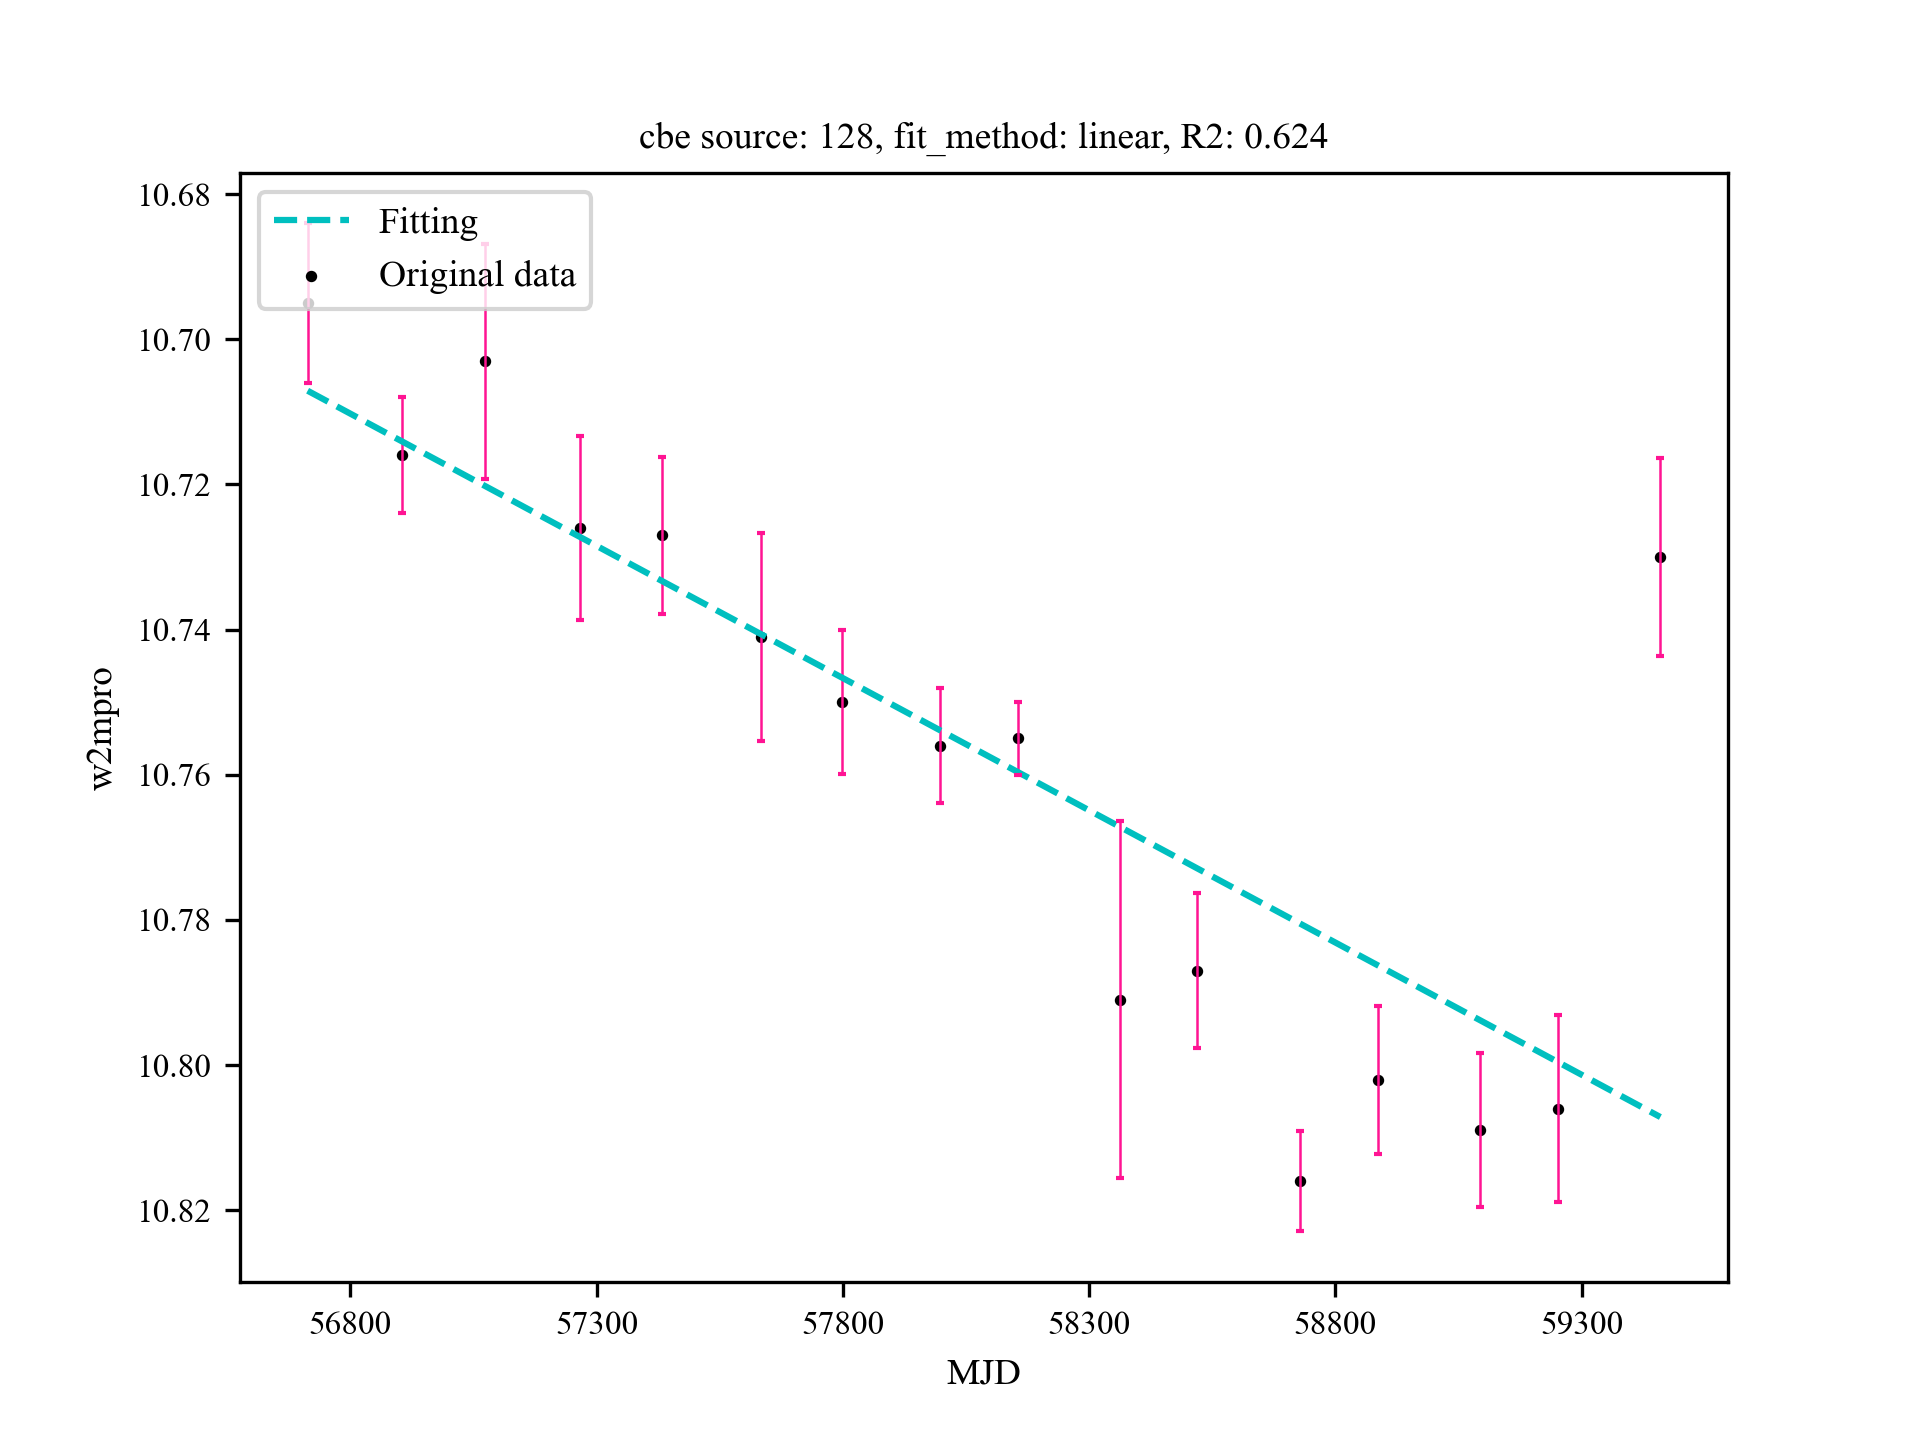 cbe source: 128, fit_method: linear, R2: 0.624
Fitting
Original data
10.68
10.70
10.72
10.74
10.76
10.78
10.80
10.82
w2mpro
56800 57300 57800 58300 58800 59300
MJD